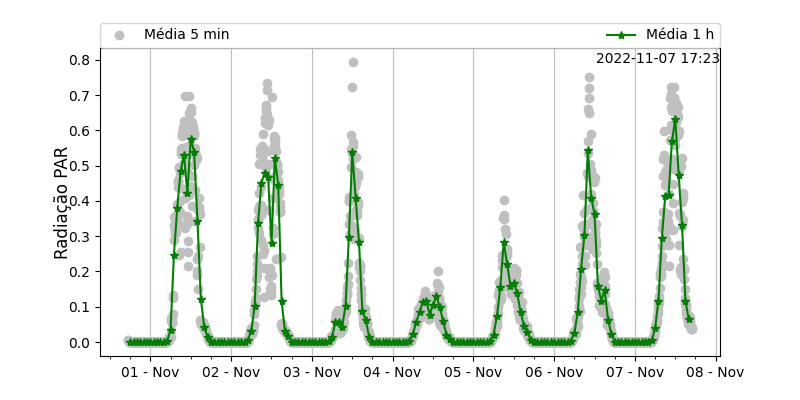 Média 5 min
Média 1 h
2022-11-07 17:23
Radiação PAR
0.8
0.7
0.6
0.5
0.4
0.3
0.2
0.1
0.0
01 - Nov
02 - Nov
03 - Nov
04 - Nov
05 - Nov
06 - Nov
07 - Nov
08 - Nov